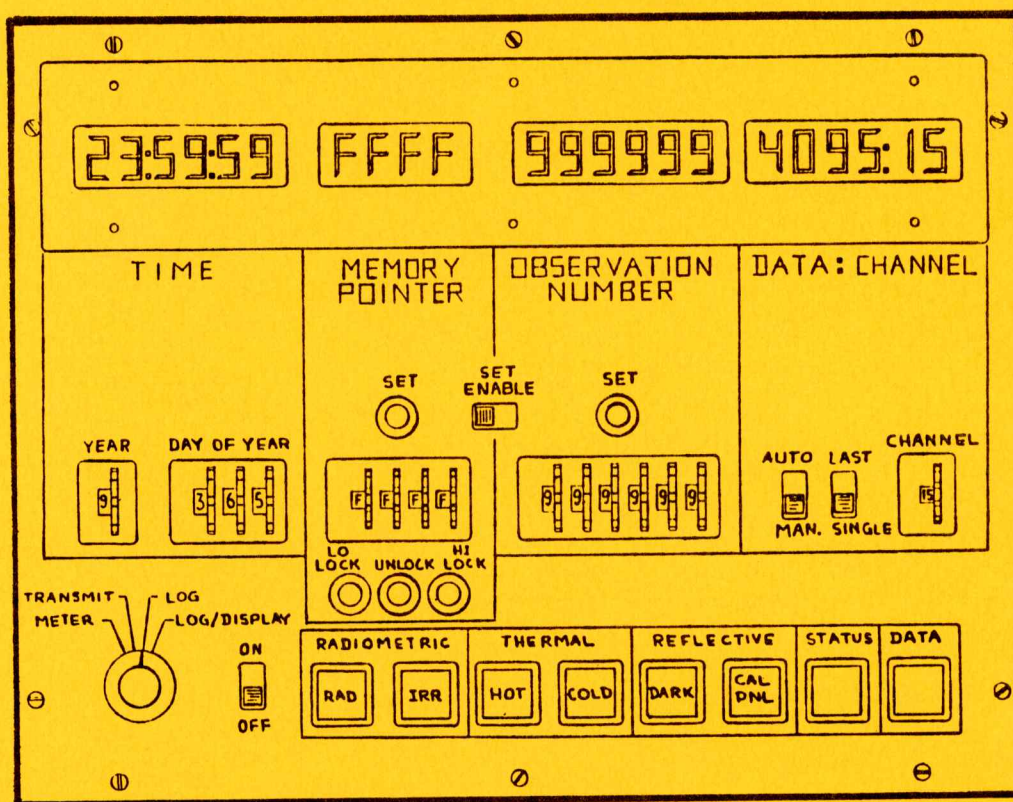 23:59:59 FFFF 999999 4095:15
TIME
MEMORY
POINTER
OBSERVATION
NUMBER
DATA: CHANNEL
SET
SET
ENABLE
SET
YEAR
9
DAY OF YEAR
3 6 5
F F F F
9 9 9 9 9 9
AUTO LAST
MAN. SINGLE
CHANNEL
15
LO
LOCK
UNLOCK
HI
LOCK
TRANSMIT
LOG
METER
LOG/DISPLAY
ON
OFF
RADIOMETRIC
RAD
IRR
THERMAL
HOT
COLD
REFLECTIVE
DARK
CAL
PNL
STATUS
DATA